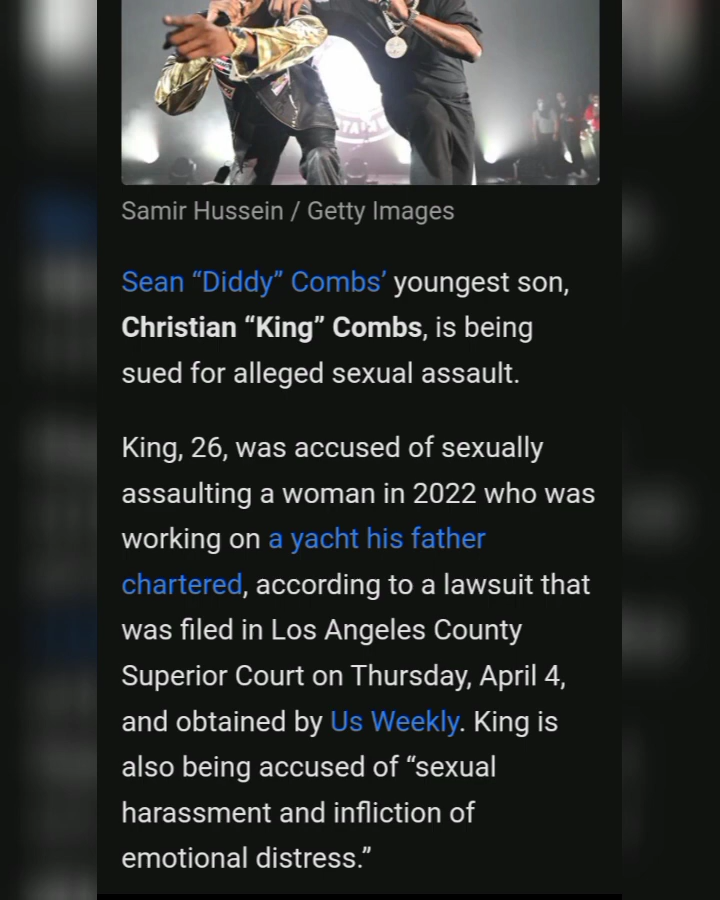 Samir Hussein / Getty Images
Sean “Diddy” Combs’ youngest son,
Christian “King” Combs, is being
sued for alleged sexual assault.
King, 26, was accused of sexually
assaulting a woman in 2022 who was
working on a yacht his father
chartered, according to a lawsuit that
was filed in Los Angeles County
Superior Court on Thursday, April 4,
and obtained by Us Weekly. King is
also being accused of “sexual
harassment and infliction of
emotional distress.”